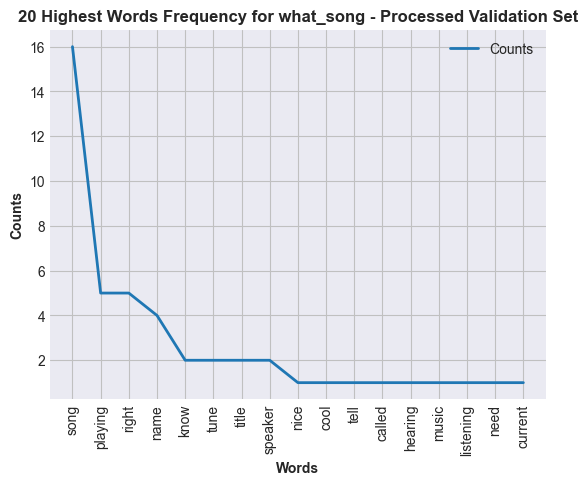 20 Highest Words Frequency for what_song - Processed Validation Set
Counts
16
14
12
10
8
6
4
2
Counts
song
playing
right
name
know
tune
title
speaker
nice
cool
tell
called
hearing
music
listening
need
current
Words